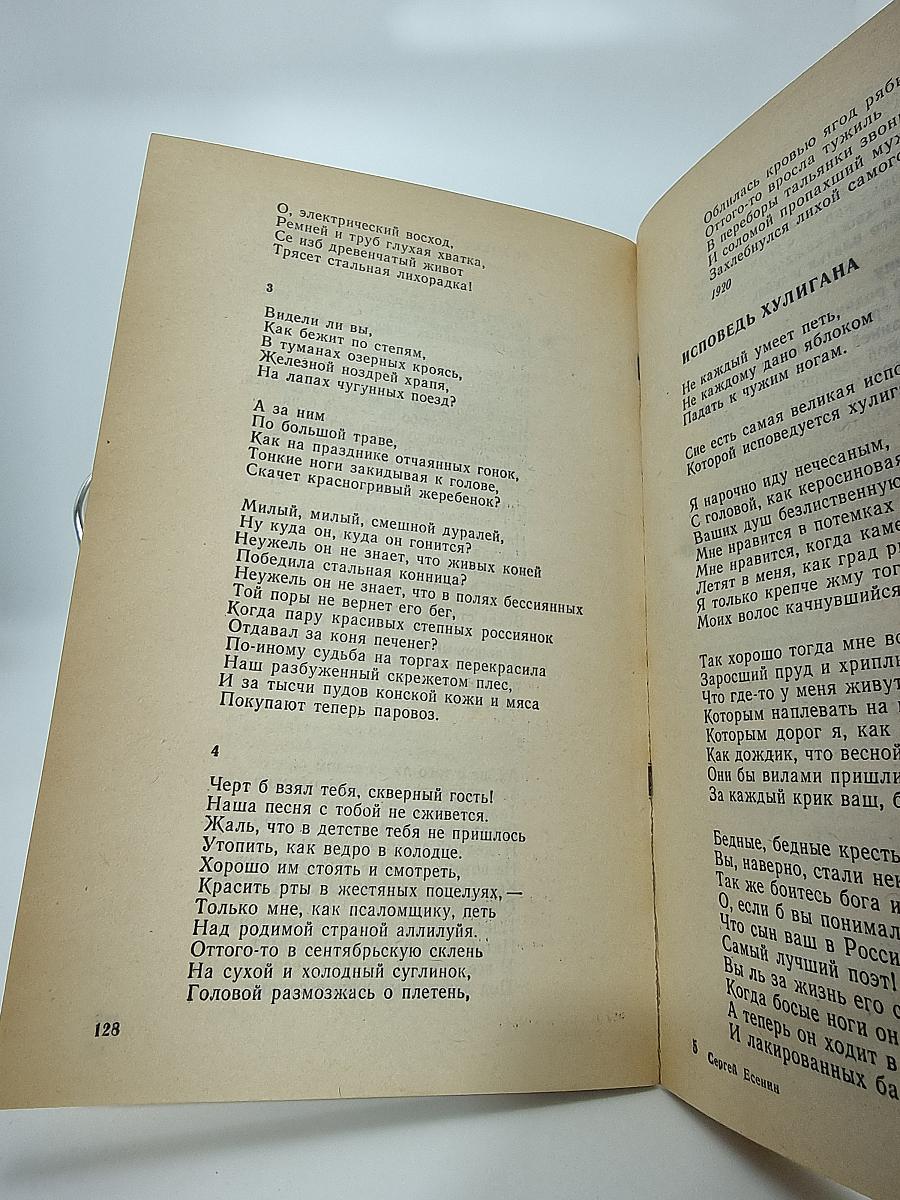 О, электрический восход,
Ремней и труб глухая хватка,
Се изб древенчатый живот
Трясет стальная лихорадка!
3
Видели ли вы,
Как бежит по степям,
В туманах озерных кроясь,
Железной ноздрей храпя,
На лапах чугунных поезд?
А за ним
По большой траве,
Как на празднике отчаянных гонок,
Тонкие ноги закидывая к голове,
Скачет красногривый жеребенок?
Милый, милый, смешной дуралей,
Ну куда он, куда он гонится?
Неужель он не знает, что живых коней
Победила стальная конница?
Неужель он не знает, что в полях бессиянных
Той поры не вернет его бег,
Когда пару красивых степных россиянок
Отдавал за коня печенег?
По-иному судьба на торгах перекрасила
Наш разбуженный скрежетом плес,
И за тысчи пудов конской кожи и мяса
Покупают теперь паровоз.
4
Черт б взял тебя, скверный гость!
Наша песня с тобой не сживется.
Жаль, что в детстве тебя не пришлось
Утопить, как ведро в колодце.
Хорошо им стоять и смотреть,
Красить рты в жестяных поцелуях,—
Только мне, как псаломщику, петь
Над родимой страной аллилуйя.
Оттого-то в сентябрьскую склень
На сухой и холодный суглинок,
Головой размозжась о плетень,
128
Облилась кровью ягод
Оттого-то вросла тужиль
В переборы тальянки
И соломой пропахший
Захлебнулся лихой
1920
ИСПОВЕДЬ ХУЛИГАНА
Не каждый умеет петь,
Не каждому дано яблоком
Падать к чужим ногам.
Сие есть самая великая
Которой исповедуется
Я нарочно иду нечесаным,
С головой, как керосиновая
Ваших душ безлиственную
Мне нравится в потемках
Мне нравится, когда
Летят в меня, как град
Я только крепче жму
Моих волос качнувшийся
Так хорошо тогда мне
Заросший пруд и
Что где-то у меня живут
Которым наплевать на
Которым дорог я, как
Как дождик, что весной
Они бы вилами пришли
За каждый крик ваш,
Бедные, бедные
Вы, наверно, стали
Так же боитесь бога и
О, если б вы
Что сын ваш в
Самый лучший поэт!
Вы ль за жизнь его
Когда босые ноги он
А теперь он ходит в
И лакированных
5 Сергей Есенин